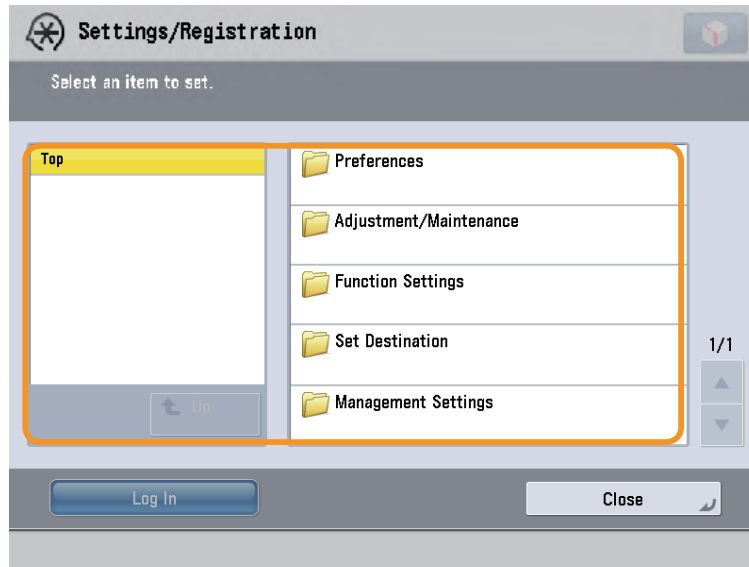 Settings/Registration
Select an item to set.
Top
Preferences
Adjustment/Maintenance
Function Settings
Set Destination
1/1
Up
Management Settings
Log In
Close